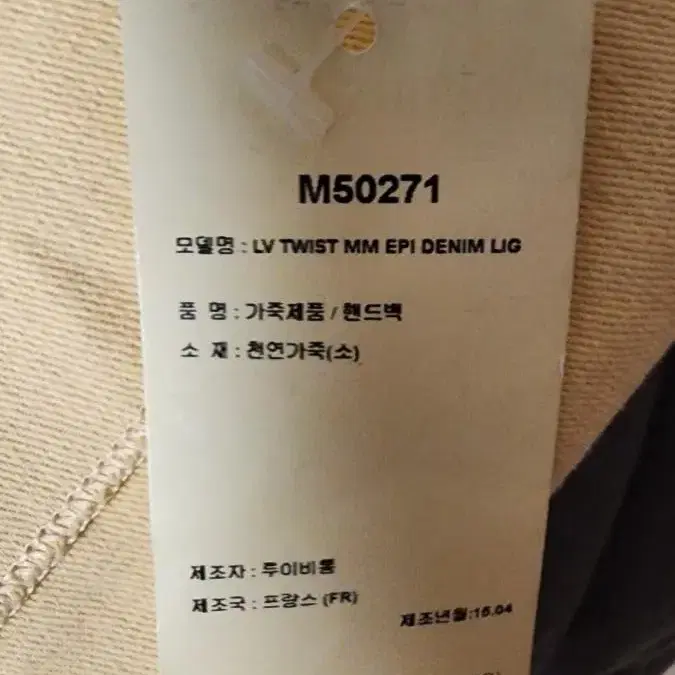 M50271
모델명 : LV TWIST MM EPI DENIM LIG
품 명 : 가죽제품 / 핸드백
소 재 : 천연가죽(소)
제조자 : 루이비통
제조국 : 프랑스 (FR)
제조년월:15.04